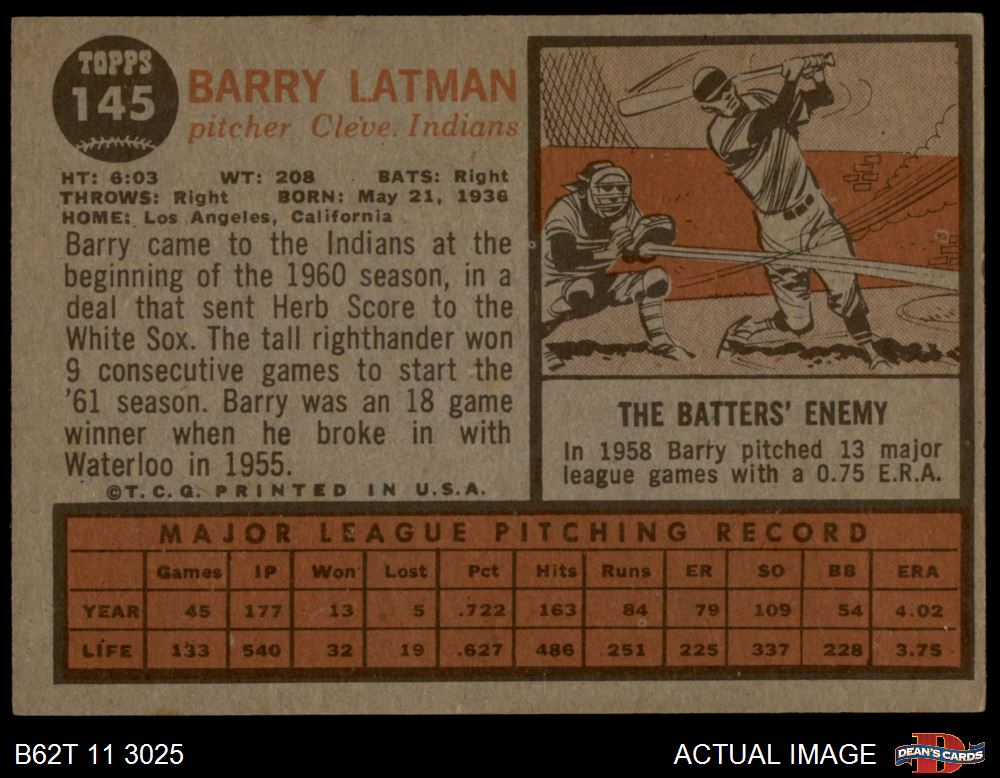 TOPPS
145
BARRY LATMAN
pitcher Cleve. Indians
HT: 6:03 WT: 208 BATS: Right
THROWS: Right BORN: May 21, 1936
HOME: Los Angeles, California
Barry came to the Indians at the
beginning of the 1960 season, in a
deal that sent Herb Score to the
White Sox. The tall righthander won
9 consecutive games to start the
'61 season. Barry was an 18 game
winner when he broke in with
Waterloo in 1955.
©T.C.G. PRINTED IN U.S.A.
THE BATTERS' ENEMY
In 1958 Barry pitched 13 major
league games with a 0.75 E.R.A.
MAJOR LEAGUE PITCHING RECORD
Games IP Won Lost Pct Hits Runs ER SO BB ERA
YEAR 45 177 13 5 .722 163 84 79 109 54 4.02
LIFE 133 540 32 19 .627 486 251 225 337 228 3.75
B62T 11 3025
ACTUAL IMAGE
DEAN'S CARDS